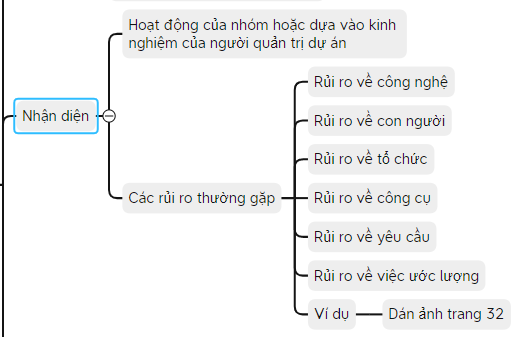 Hoạt động của nhóm hoặc dựa vào kinh
nghiệm của người quản trị dự án
Nhận diện
Các rủi ro thường gặp
Rủi ro về công nghệ
Rủi ro về con người
Rủi ro về tổ chức
Rủi ro về công cụ
Rủi ro về yêu cầu
Rủi ro về việc ước lượng
Ví dụ
Dán ảnh trang 32